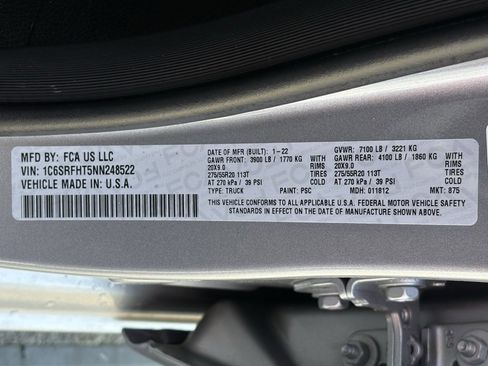 MFD BY: FCA US LLC
VIN: 1C6SRFHT5NN248522
VEHICLE MADE IN U.S.A.
DATE OF MFR (BUILT): 1-22 GVWR: 7100 LB / 3221 KG
GAWR FRONT: 3900 LB / 1770 KG GAWR REAR: 4100 LB / 1860 KG
20X9.0 RIMS 20X9.0 RIMS
275/55R20 113T TIRES 275/55R20 113T TIRES
AT 270 kPa / 39 PSI COLD AT 270 kPa / 39 PSI COLD
TYPE: TRUCK PAINT: PSC MDH: 011812 MKT: 875
THIS VEHICLE CONFORMS TO ALL APPLICABLE U.S.A. FEDERAL MOTOR VEHICLE SAFETY
STANDARDS IN EFFECT ON THE DATE OF MANUFACTURE SHOWN ABOVE.